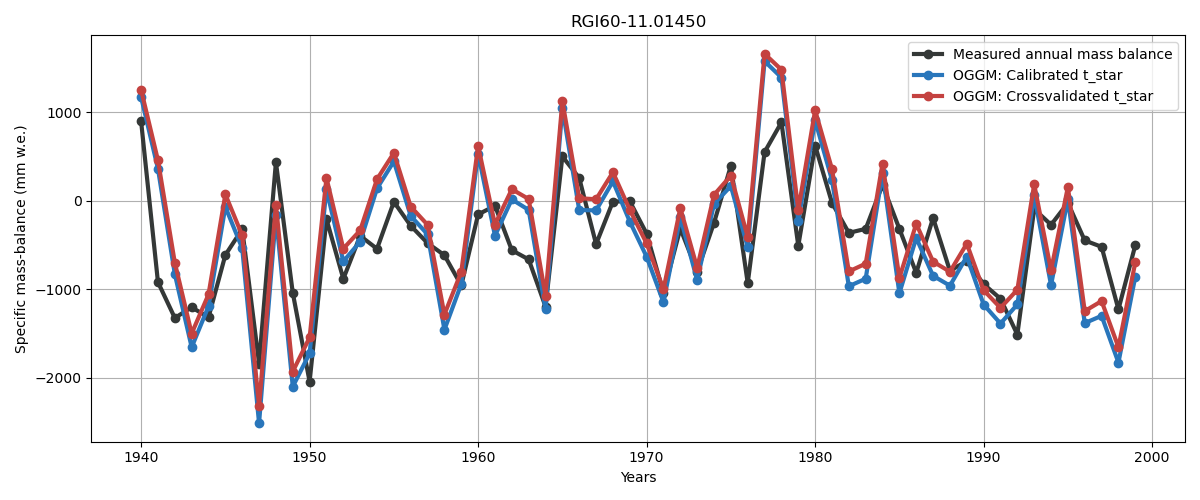 RGI60-11.01450
Measured annual mass balance
OGGM: Calibrated t_star
OGGM: Crossvalidated t_star
Specific mass-balance (mm w.e.)
1000
0
−1000
−2000
1940 1950 1960 1970 1980 1990 2000
Years